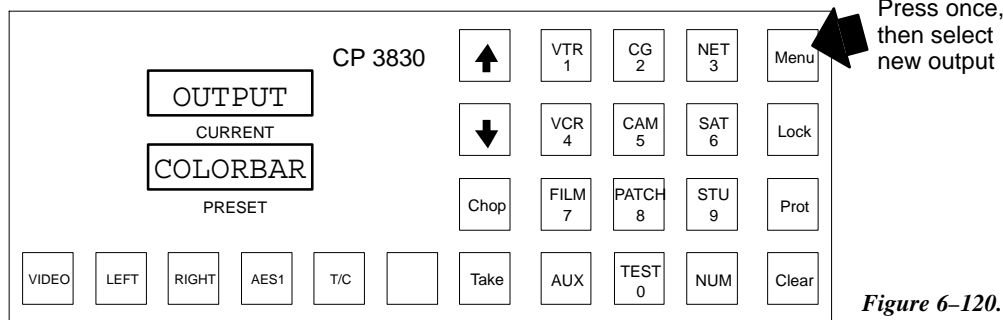 Press once,
then select
new output
CP 3830
OUTPUT
CURRENT
COLORBAR
PRESET
VTR
1
CG
2
NET
3
Menu
VCR
4
CAM
5
SAT
6
Lock
Chop
FILM
7
PATCH
8
STU
9
Prot
VIDEO
LEFT
RIGHT
AES1
T/C
Take
AUX
TEST
0
NUM
Clear
Figure 6–120.